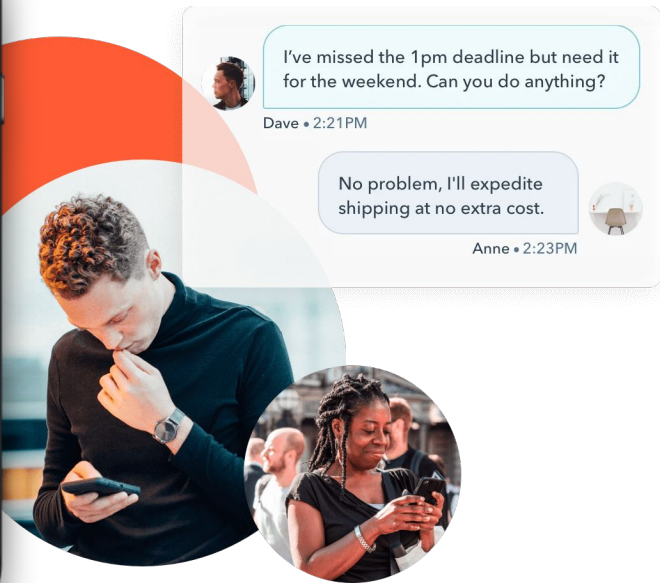 I’ve missed the 1pm deadline but need it
for the weekend. Can you do anything?
Dave • 2:21PM
No problem, I'll expedite
shipping at no extra cost.
Anne • 2:23PM